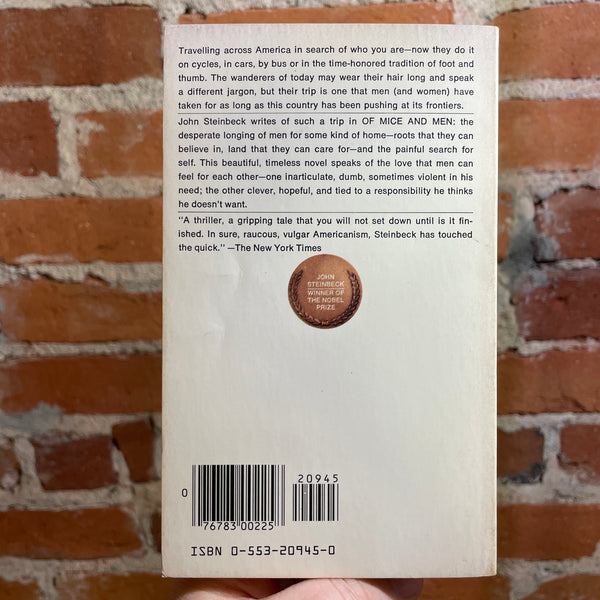 Travelling across America in search of who you are—now they do it
on cycles, in cars, by bus or in the time-honored tradition of foot and
thumb. The wanderers of today may wear their hair long and speak
a different jargon, but their trip is one that men (and women) have
taken for as long as this country has been pushing at its frontiers.
John Steinbeck writes of such a trip in OF MICE AND MEN: the
desperate longing of men for some kind of home—roots that they can
believe in, land that they can care for—and the painful search for
self. This beautiful, timeless novel speaks of the love that men can
feel for each other—one inarticulate, dumb, sometimes violent in his
need; the other clever, hopeful, and tied to a responsibility he thinks
he doesn't want.
"A thriller, a gripping tale that you will not set down until is it fin-
ished. In sure, raucous, vulgar Americanism, Steinbeck has touched
the quick." —The New York Times
JOHN
STEINBECK
WINNER OF
THE NOBEL
PRIZE
20945
0
76783 00225
ISBN 0-553-20945-0